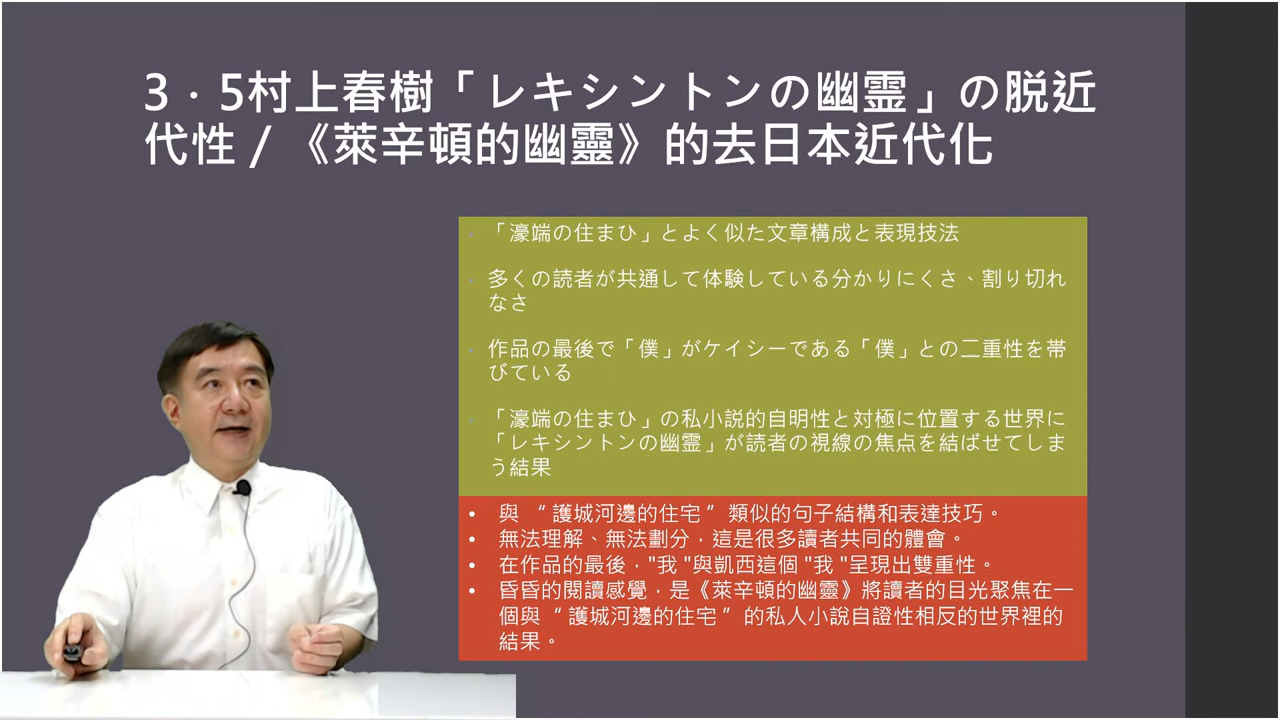 3・5村上春樹「レキシントンの幽霊」の脱近
代性 / 《萊辛頓的幽靈》的去日本近代化
「濠端の住まひ」とよく似た文章構成と表現技法
多くの読者が共通して体験している分かりにくさ、割り切れ
なさ
作品の最後で「僕」がケイシーである「僕」との二重性を帯
びている
「濠端の住まひ」の私小説的自明性と対極に位置する世界に
「レキシントンの幽霊」が読者の視線の焦点を結ばせてしま
う結果
• 與 “護城河邊的住宅” 類似的句子結構和表達技巧。
• 無法理解、無法劃分，這是很多讀者共同的體會。
• 在作品的最後，"我 "與凱西這個 "我 "呈現出雙重性。
• 昏昏的閱讀感覺，是《萊辛頓的幽靈》將讀者的目光聚焦在一
個與 “護城河邊的住宅” 的私人小說自證性相反的世界裡的
結果。